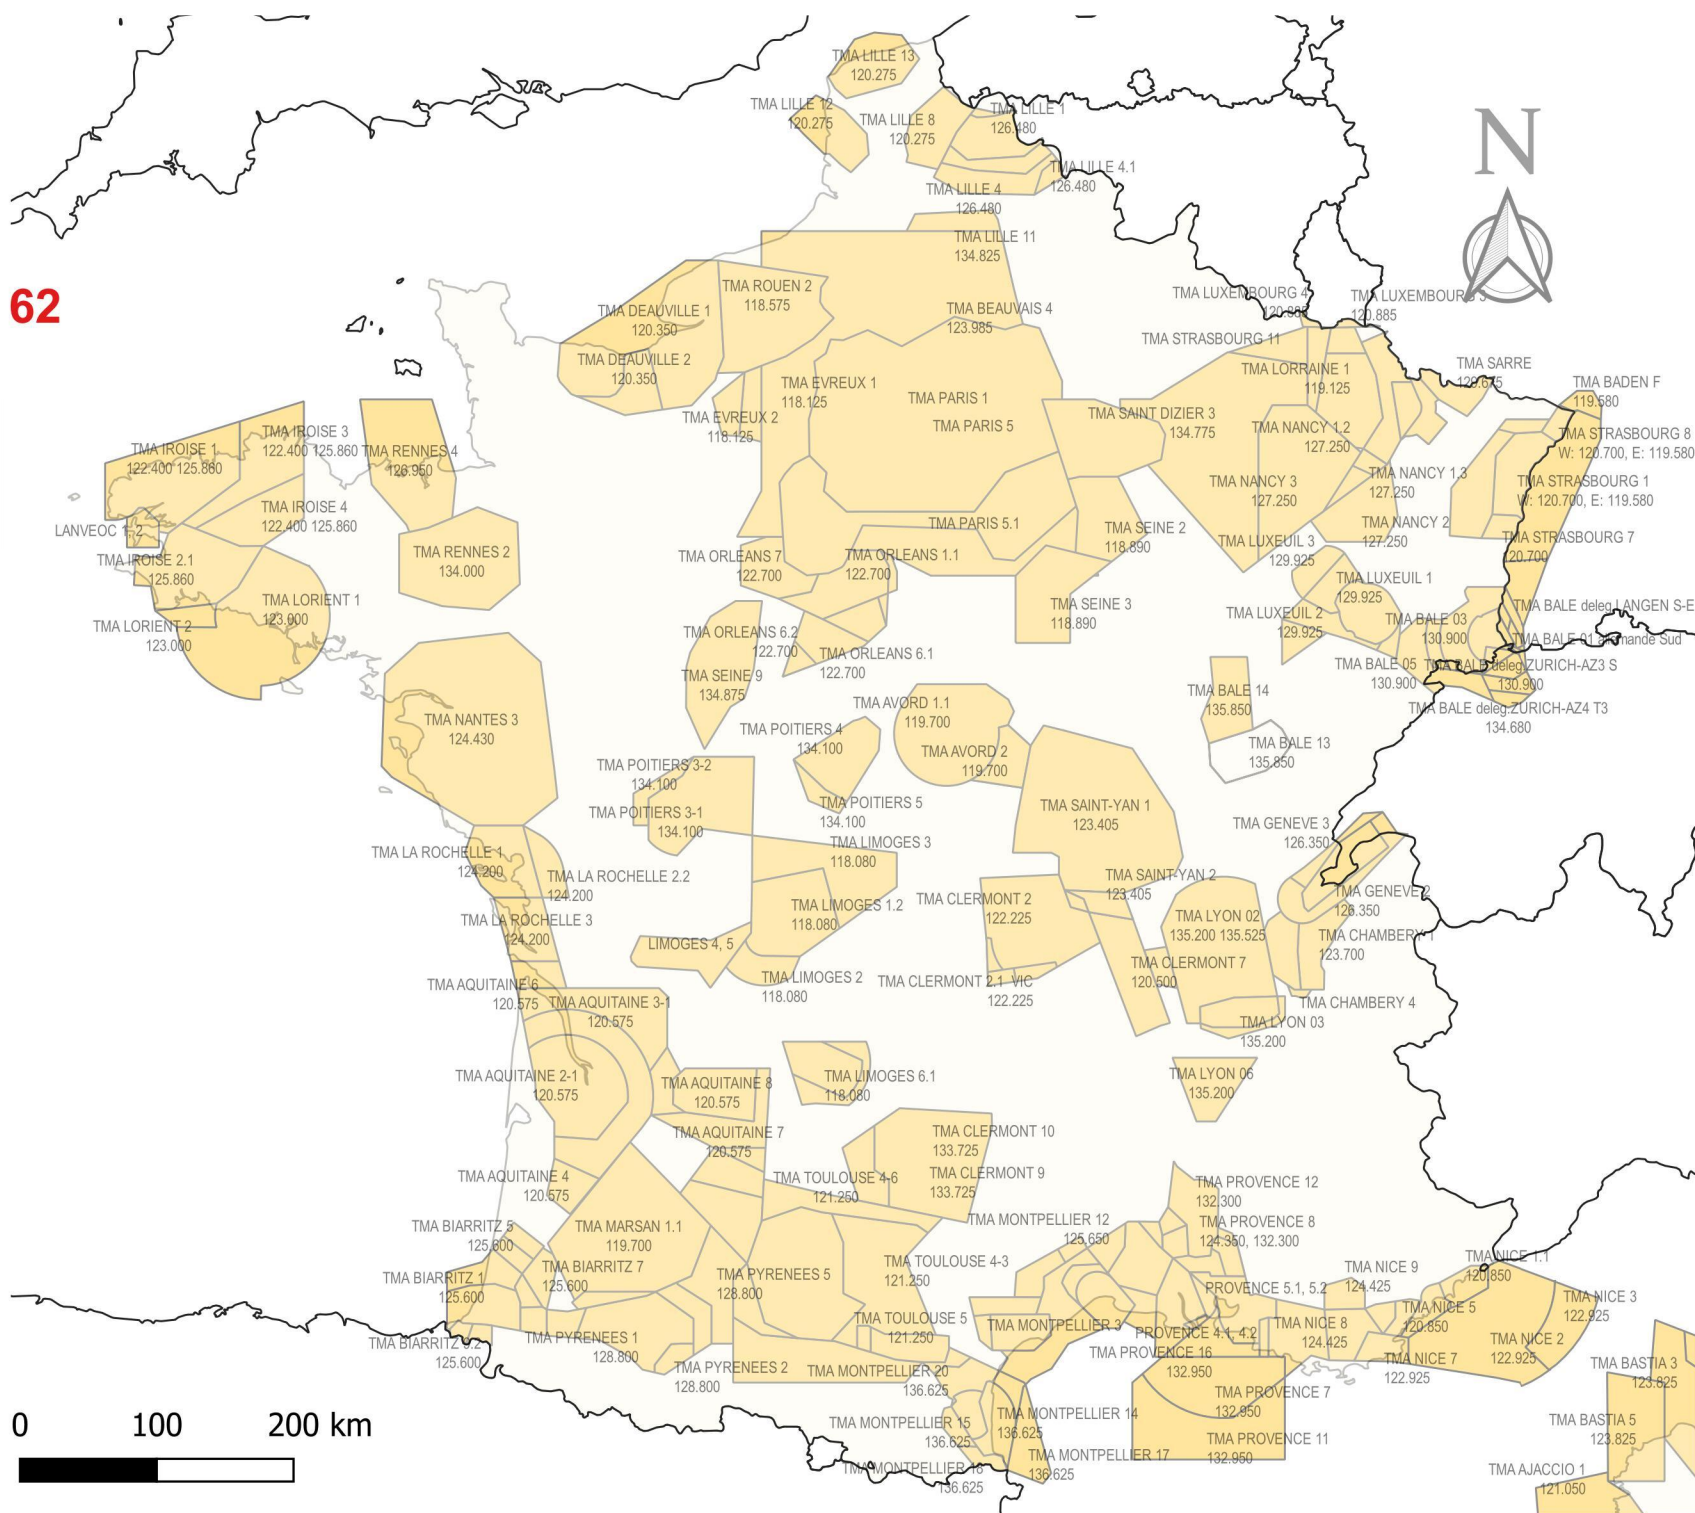 TMA LILLE 13
120.275
TMA LILLE 12
120.275
TMA LILLE 8
120.275
TMA LILLE 1
126.480
TMA LILLE 4.1
126.480
TMA LILLE 4
126.480
N
TMA LILLE 11
134.825
62
TMA ROUEN 2
118.575
TMA DEAUVILLE 1
120.350
TMA BEAUVAIS 4
123.985
TMA LUXEMBOURG 4
TMA LUXEMBOURG
120.885
TMA STRASBOURG 11
TMA DEAUVILLE 2
120.350
TMA LORRAINE 1
119.125
TMA SARRE
TMA BADEN F
119.580
TMA EVREUX 1
118.125
TMA PARIS 1
TMA PARIS 5
TMA EVREUX 2
118.125
TMA SAINT DIZIER 3
134.775
TMA NANCY 1.2
127.250
TMA STRASBOURG 8
W: 120.700, E: 119.580
TMA IROISE 1
122.400 125.860
TMA IROISE 3
122.400 125.860
TMA RENNES 4
126.950
TMA NANCY 3
127.250
TMA NANCY 1.3
127.250
TMA STRASBOURG 1
W: 120.700, E: 119.580
TMA IROISE 4
122.400 125.860
LANVEOC 1, 2
TMA PARIS 5.1
TMA SEINE 2
118.890
TMA NANCY 2
127.250
TMA STRASBOURG 7
20.700
TMA IROISE 2.1
125.860
TMA RENNES 2
134.000
TMA ORLEANS 7
122.700
TMA ORLEANS 1.1
122.700
TMA LUXEUIL 3
129.925
TMA LUXEUIL 1
129.925
TMA LORIENT 1
123.000
TMA LORIENT 2
123.000
TMA SEINE 3
118.890
TMA LUXEUIL 2
129.925
TMA BALE 03
130.900
TMA BALE deleg LANGEN S-E
TMA BALE 01 allemande Sud
TMA ORLEANS 6.2
122.700
TMA ORLEANS 6.1
122.700
TMA SEINE 9
134.875
TMA BALE 05
130.900
TMA BALE deleg.ZURICH-AZ3 S
130.900
TMA BALE deleg.ZURICH-AZ4 T3
134.680
TMA BALE 14
135.850
TMA BALE 13
135.850
TMA NANTES 3
124.430
TMA AVORD 1.1
119.700
TMA AVORD 2
119.700
TMA POITIERS 4
134.100
TMA POITIERS 3-2
134.100
TMA POITIERS 3-1
134.100
TMA POITIERS 5
134.100
TMA SAINT-YAN 1
123.405
TMA GENEVE 3
126.350
TMA LIMOGES 3
118.080
TMA LA ROCHELLE 1
124.200
TMA LA ROCHELLE 2.2
124.200
TMA SAINT-YAN 2
123.405
TMA GENEVE 2
126.350
TMA LIMOGES 1.2
118.080
TMA CLERMONT 2
122.225
TMA LYON 02
135.200 135.525
TMA LA ROCHELLE 3
124.200
LIMOGES 4, 5
TMA CHAMBERY 1
123.700
TMA CLERMONT 7
120.500
TMA LIMOGES 2
118.080
TMA CLERMONT 2.1 VIC
122.225
TMA AQUITAINE 6
120.575
TMA AQUITAINE 3-1
120.575
TMA CHAMBERY 4
TMA LYON 03
135.200
TMA AQUITAINE 2-1
120.575
TMA AQUITAINE 8
120.575
TMA LIMOGES 6.1
118.080
TMA LYON 06
135.200
TMA AQUITAINE 7
120.575
TMA CLERMONT 10
133.725
TMA CLERMONT 9
133.725
TMA AQUITAINE 4
120.575
TMA TOULOUSE 4-6
121.250
TMA PROVENCE 12
132.300
TMA PROVENCE 8
124.350, 132.300
TMA BIARRITZ 5
125.600
TMA MARSAN 1.1
119.700
TMA MONTPELLIER 12
125.650
TMA BIARRITZ 1
125.600
TMA BIARRITZ 7
125.600
TMA PYRENEES 5
128.800
TMA TOULOUSE 4-3
121.250
TMA NICE 1.1
120.850
TMA NICE 9
124.425
PROVENCE 5.1, 5.2
TMA NICE 3
122.925
TMA NICE 5
120.850
TMA TOULOUSE 5
121.250
TMA MONTPELLIER 3
PROVENCE 4.1, 4.2
TMA NICE 8
124.425
TMA NICE 2
122.925
TMA BIARRITZ 3.2
125.600
TMA PYRENEES 1
128.800
TMA PYRENEES 2
128.800
TMA MONTPELLIER 20
136.625
TMA PROVENCE 16
132.950
TMA NICE 7
122.925
TMA BASTIA 3
123.825
TMA PROVENCE 7
132.950
TMA MONTPELLIER 15
136.625
TMA MONTPELLIER 14
136.625
TMA PROVENCE 11
132.950
TMA BASTIA 5
123.825
TMA MONTPELLIER 17
136.625
136.625
TMA AJACCIO 1
121.050
0 100 200 km